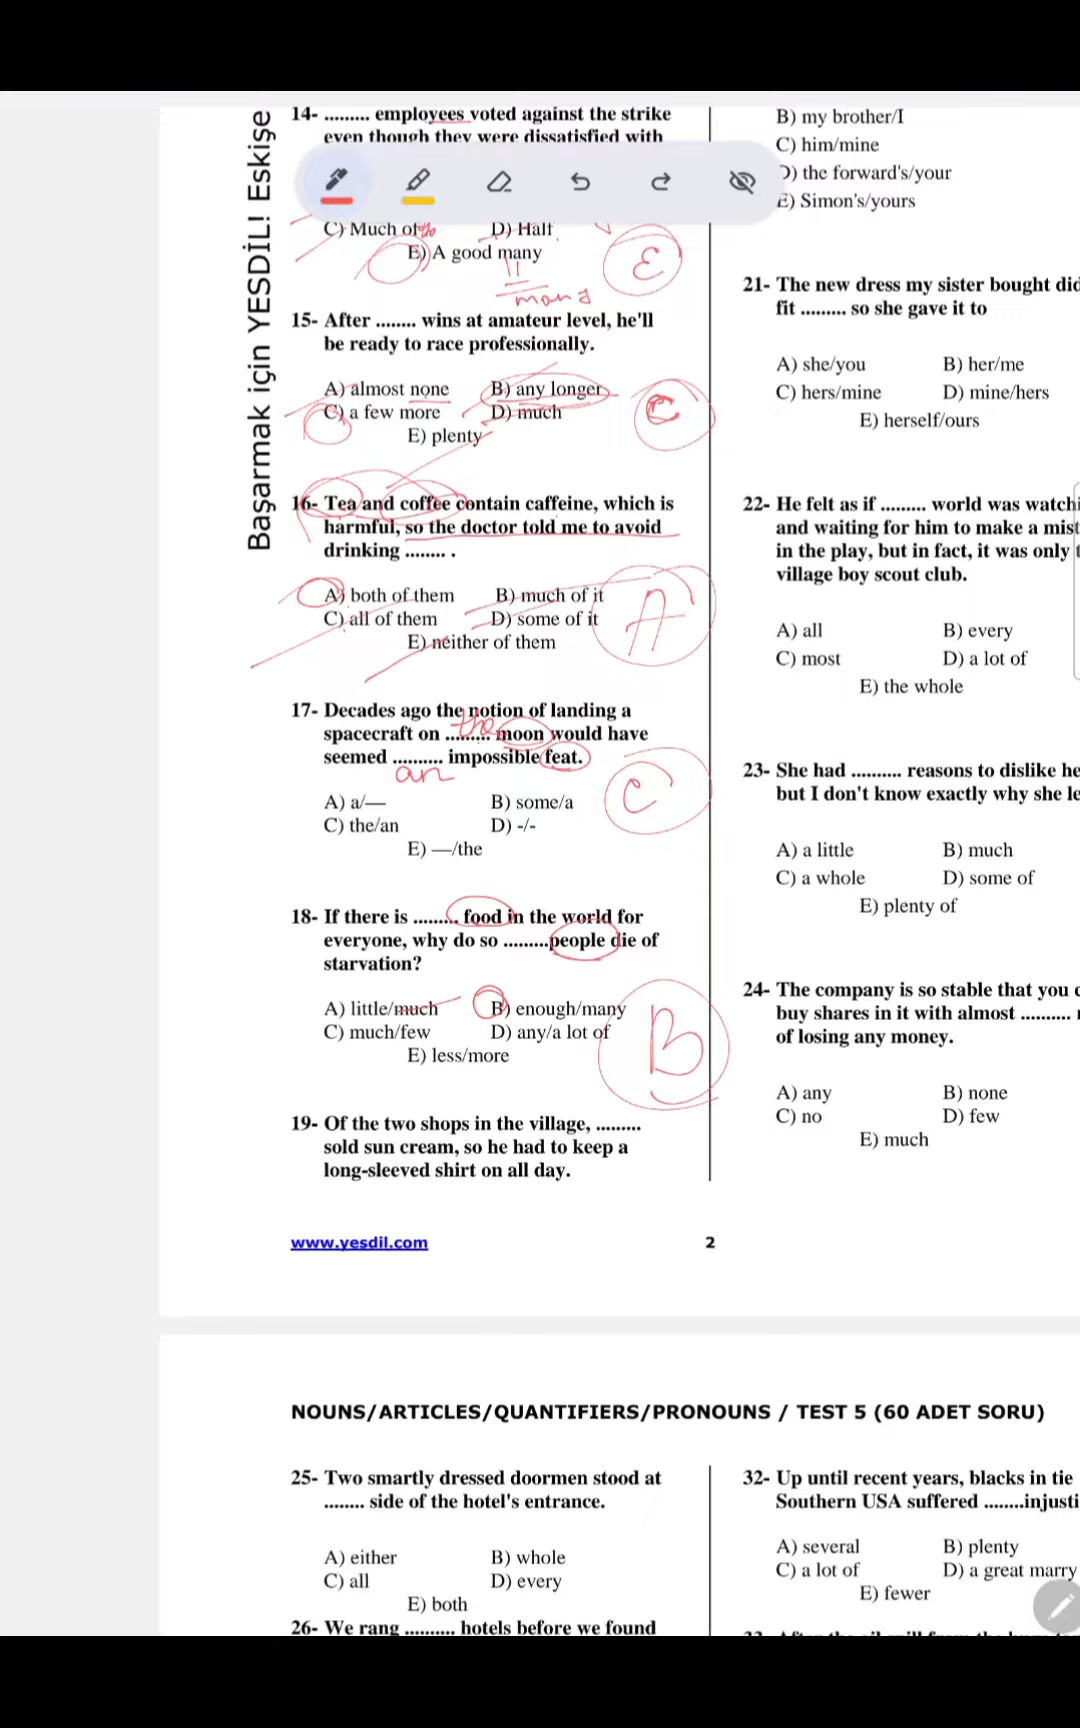 Başarmak için YESDİL! Eskişe
14- ......... employees voted against the strike
even though they were dissatisfied with
C) Much of the D) Half
E) A good many
many
E
15- After ........ wins at amateur level, he'll
be ready to race professionally.
A) almost none B) any longer
C) a few more D) much
E) plenty
C
16- Tea and coffee contain caffeine, which is
harmful, so the doctor told me to avoid
drinking ........ .
A) both of them B) much of it
C) all of them D) some of it
E) neither of them
A
17- Decades ago the notion of landing a
the
spacecraft on ......... moon would have
seemed .......... impossible feat.
an
A) a/— B) some/a
C) the/an D) -/-
E) —/the
C
18- If there is ......... food in the world for
everyone, why do so .........people die of
starvation?
A) little/much B) enough/many
C) much/few D) any/a lot of
E) less/more
B
19- Of the two shops in the village, .........
sold sun cream, so he had to keep a
long-sleeved shirt on all day.
B) my brother/I
C) him/mine
D) the forward's/your
E) Simon's/yours
21- The new dress my sister bought did
fit ......... so she gave it to
A) she/you B) her/me
C) hers/mine D) mine/hers
E) herself/ours
22- He felt as if ......... world was watchi
and waiting for him to make a mist
in the play, but in fact, it was only t
village boy scout club.
A) all B) every
C) most D) a lot of
E) the whole
23- She had .......... reasons to dislike he
but I don't know exactly why she le
A) a little B) much
C) a whole D) some of
E) plenty of
24- The company is so stable that you c
buy shares in it with almost ..........
of losing any money.
A) any B) none
C) no D) few
E) much
www.yesdil.com 2
NOUNS/ARTICLES/QUANTIFIERS/PRONOUNS / TEST 5 (60 ADET SORU)
25- Two smartly dressed doormen stood at
........ side of the hotel's entrance.
A) either B) whole
C) all D) every
E) both
26- We rang .......... hotels before we found
32- Up until recent years, blacks in tie
Southern USA suffered ........injusti
A) several B) plenty
C) a lot of D) a great marry
E) fewer